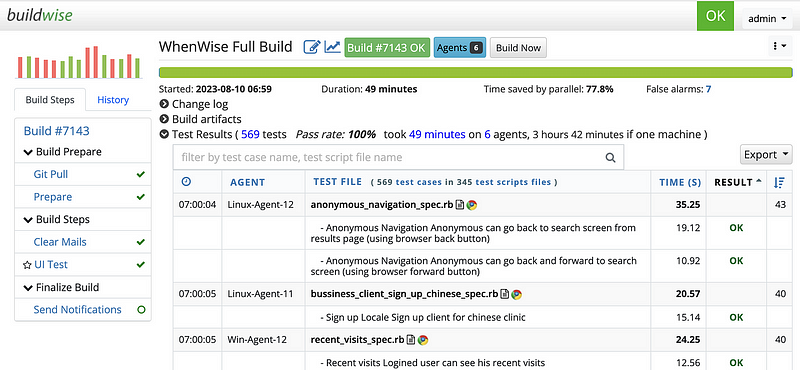 buildwise
OK
admin
WhenWise Full Build
Build #7143 OK
Agents 6
Build Now
Started: 2023-08-10 06:59
Duration: 49 minutes
Time saved by parallel: 77.8%
False alarms: 7
Build Steps
History
Change log
Build artifacts
Test Results ( 569 tests Pass rate: 100% took 49 minutes on 6 agents, 3 hours 42 minutes if one machine )
Build #7143
Build Prepare
Git Pull
Prepare
Build Steps
Clear Mails
UI Test
Finalize Build
Send Notifications
filter by test case name, test script file name
Export
AGENT TEST FILE ( 569 test cases in 345 test scripts files ) TIME (S) RESULT
07:00:04 Linux-Agent-12 anonymous_navigation_spec.rb 35.25 43
- Anonymous Navigation Anonymous can go back to search screen from 19.12 OK
results page (using browser back button)
- Anonymous Navigation Anonymous can go back and forward to search 10.92 OK
screen (using browser forward button)
07:00:05 Linux-Agent-11 bussiness_client_sign_up_chinese_spec.rb 20.57 40
- Sign up Locale Sign up client for chinese clinic 15.14 OK
07:00:05 Win-Agent-12 recent_visits_spec.rb 24.25 40
- Recent visits Logined user can see his recent visits 12.56 OK